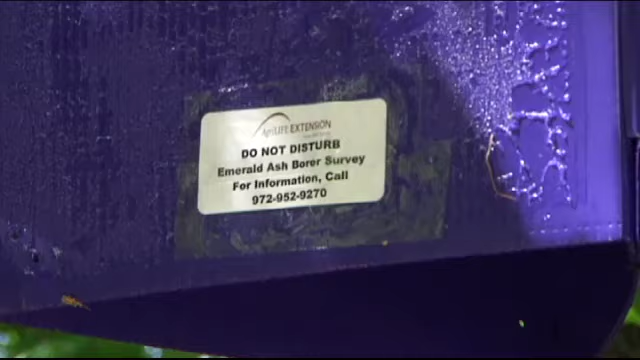 AgriLIFE EXTENSION
DO NOT DISTURB
Emerald Ash Borer Survey
For Information, Call
972-952-9270